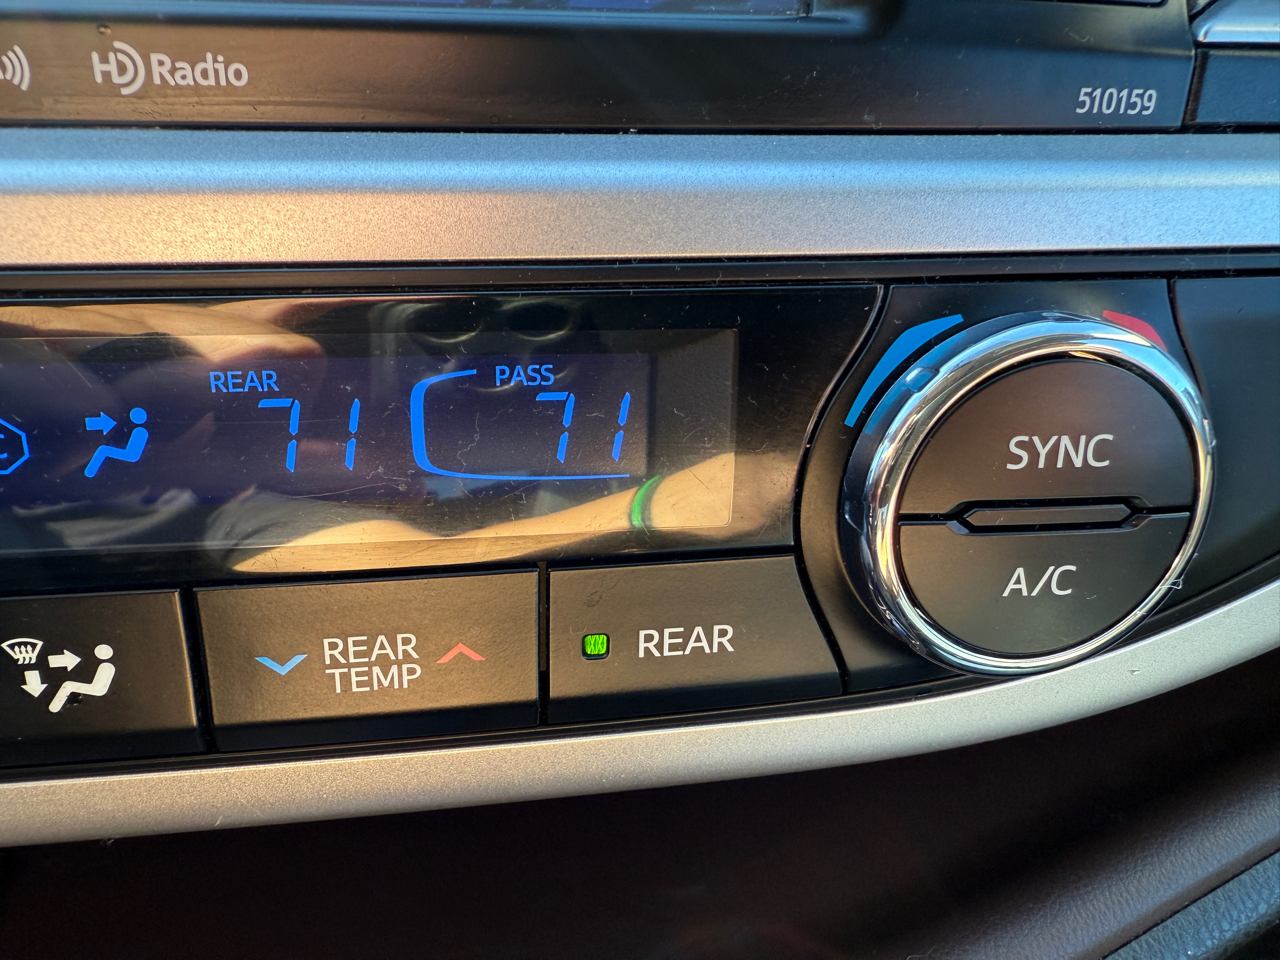 HD Radio
510159
REAR
71
PASS
71
SYNC
A/C
REAR
TEMP
REAR